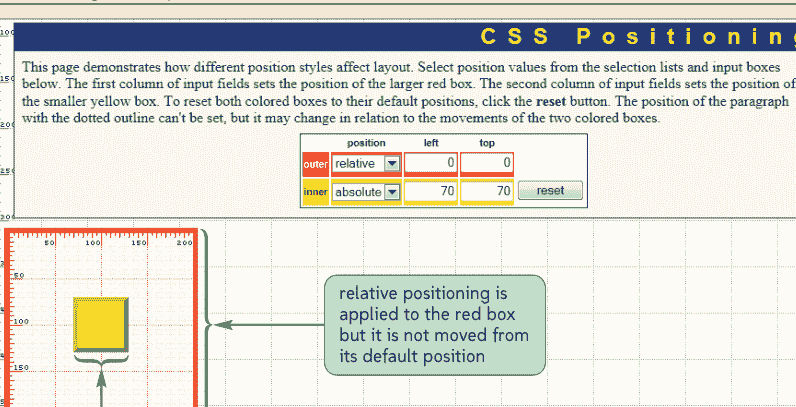 CSS Positioning
This page demonstrates how different position styles affect layout. Select position values from the selection lists and input boxes
below. The first column of input fields sets the position of the larger red box. The second column of input fields sets the position of
the smaller yellow box. To reset both colored boxes to their default positions, click the reset button. The position of the paragraph
with the dotted outline can't be set, but it may change in relation to the movements of the two colored boxes.
position left top
outer relative 0 0
inner absolute 70 70 reset
50 100 150 200
50
100
150
relative positioning is
applied to the red box
but it is not moved from
its default position